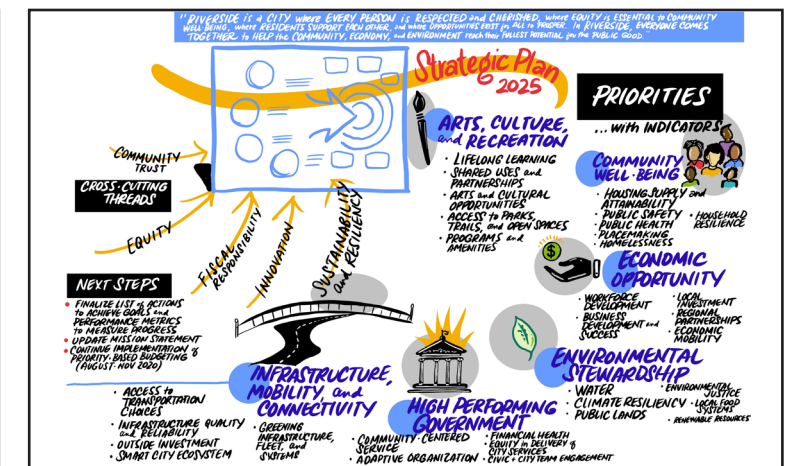 "RIVERSIDE is A CITY where EVERY PERSON is RESPECTED and CHERISHED, where EQUITY is ESSENTIAL to COMMUNITY
WELL-BEING, where RESIDENTS SUPPORT EACH OTHER, and where OPPORTUNITIES EXIST for ALL to PROSPER. IN RIVERSIDE, EVERYONE COMES
TOGETHER to HELP the COMMUNITY, ECONOMY, and ENVIRONMENT reach their FULLEST POTENTIAL for the PUBLIC GOOD."
Strategic Plan
2025
PRIORITIES
...with INDICATORS
ARTS, CULTURE,
and RECREATION
• LIFELONG LEARNING
• SHARED USES and
PARTNERSHIPS
• ARTS and CULTURAL
OPPORTUNITIES
• ACCESS to PARKS,
TRAILS, and OPEN SPACES
• PROGRAMS and
AMENITIES
COMMUNITY
WELL-BEING
• HOUSING SUPPLY and
ATTAINABILITY
• PUBLIC SAFETY
• PUBLIC HEALTH
• PLACEMAKING
• HOMELESSNESS
• HOUSEHOLD
RESILIENCE
COMMUNITY
TRUST
CROSS-CUTTING
THREADS
EQUITY
FISCAL
RESPONSIBILITY
INNOVATION
SUSTAINABILITY
and RESILIENCY
$
ECONOMIC
OPPORTUNITY
• WORKFORCE
DEVELOPMENT
• BUSINESS
DEVELOPMENT and
SUCCESS
• LOCAL
INVESTMENT
• REGIONAL
PARTNERSHIPS
• ECONOMIC
MOBILITY
NEXT STEPS
• FINALIZE LIST of ACTIONS
to ACHIEVE GOALS and
PERFORMANCE METRICS
to MEASURE PROGRESS
• UPDATE MISSION STATEMENT
• CONTINUE IMPLEMENTATION of
PRIORITY-BASED BUDGETING
(AUGUST-NOV 2020)
ENVIRONMENTAL
STEWARDSHIP
• WATER
• CLIMATE RESILIENCY
• PUBLIC LANDS
• ENVIRONMENTAL
JUSTICE
• LOCAL FOOD
SYSTEMS
• RENEWABLE RESOURCES
INFRASTRUCTURE,
MOBILITY, and
CONNECTIVITY
• ACCESS to
TRANSPORTATION
CHOICES
• INFRASTRUCTURE QUALITY
and RELIABILITY
• OUTSIDE INVESTMENT
• SMART CITY ECOSYSTEM
• GREENING
INFRASTRUCTURE,
FLEET, and
SYSTEMS
HIGH PERFORMING
GOVERNMENT
• COMMUNITY-CENTERED
SERVICE
• ADAPTIVE ORGANIZATION
• FINANCIAL HEALTH
• EQUITY in DELIVERY of
CITY SERVICES
• CIVIC + CITY TEAM ENGAGEMENT